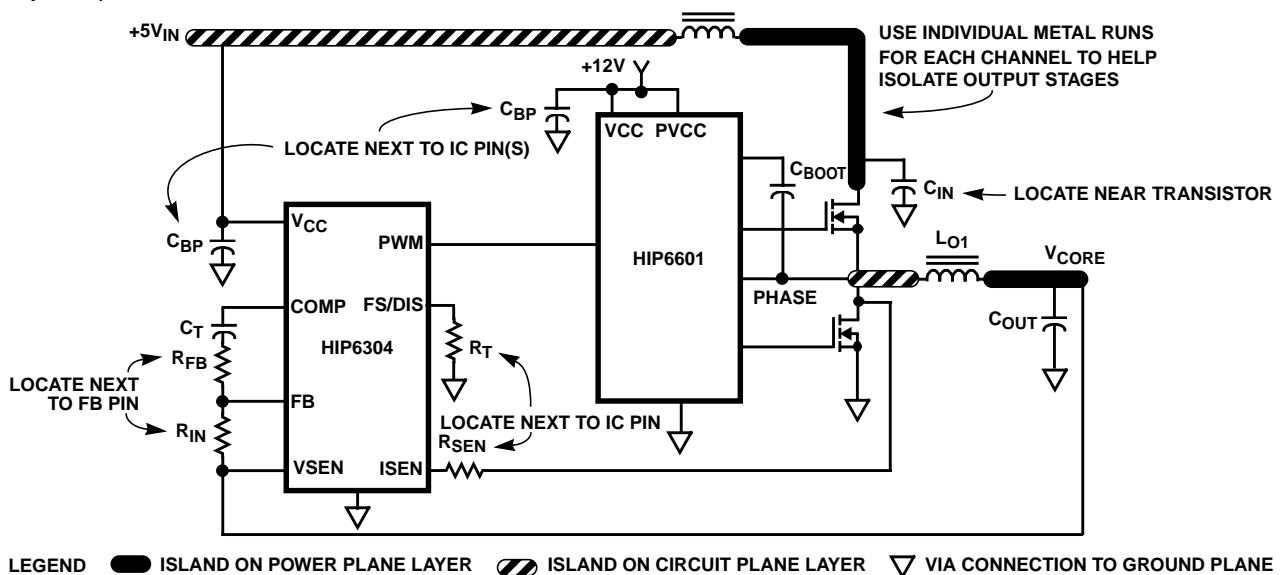 +5VIN
USE INDIVIDUAL METAL RUNS
FOR EACH CHANNEL TO HELP
ISOLATE OUTPUT STAGES
+12V
CBP
VCC PVCC
LOCATE NEXT TO IC PIN(S)
CBOOT
CIN
LOCATE NEAR TRANSISTOR
VCC
CBP
PWM
HIP6601
LO1
VCORE
COMP
FS/DIS
PHASE
CT
HIP6304
RT
COUT
RFB
LOCATE NEXT
TO FB PIN
FB
RIN
LOCATE NEXT TO IC PIN
RSEN
VSEN
ISEN
LEGEND ISLAND ON POWER PLANE LAYER ISLAND ON CIRCUIT PLANE LAYER VIA CONNECTION TO GROUND PLANE